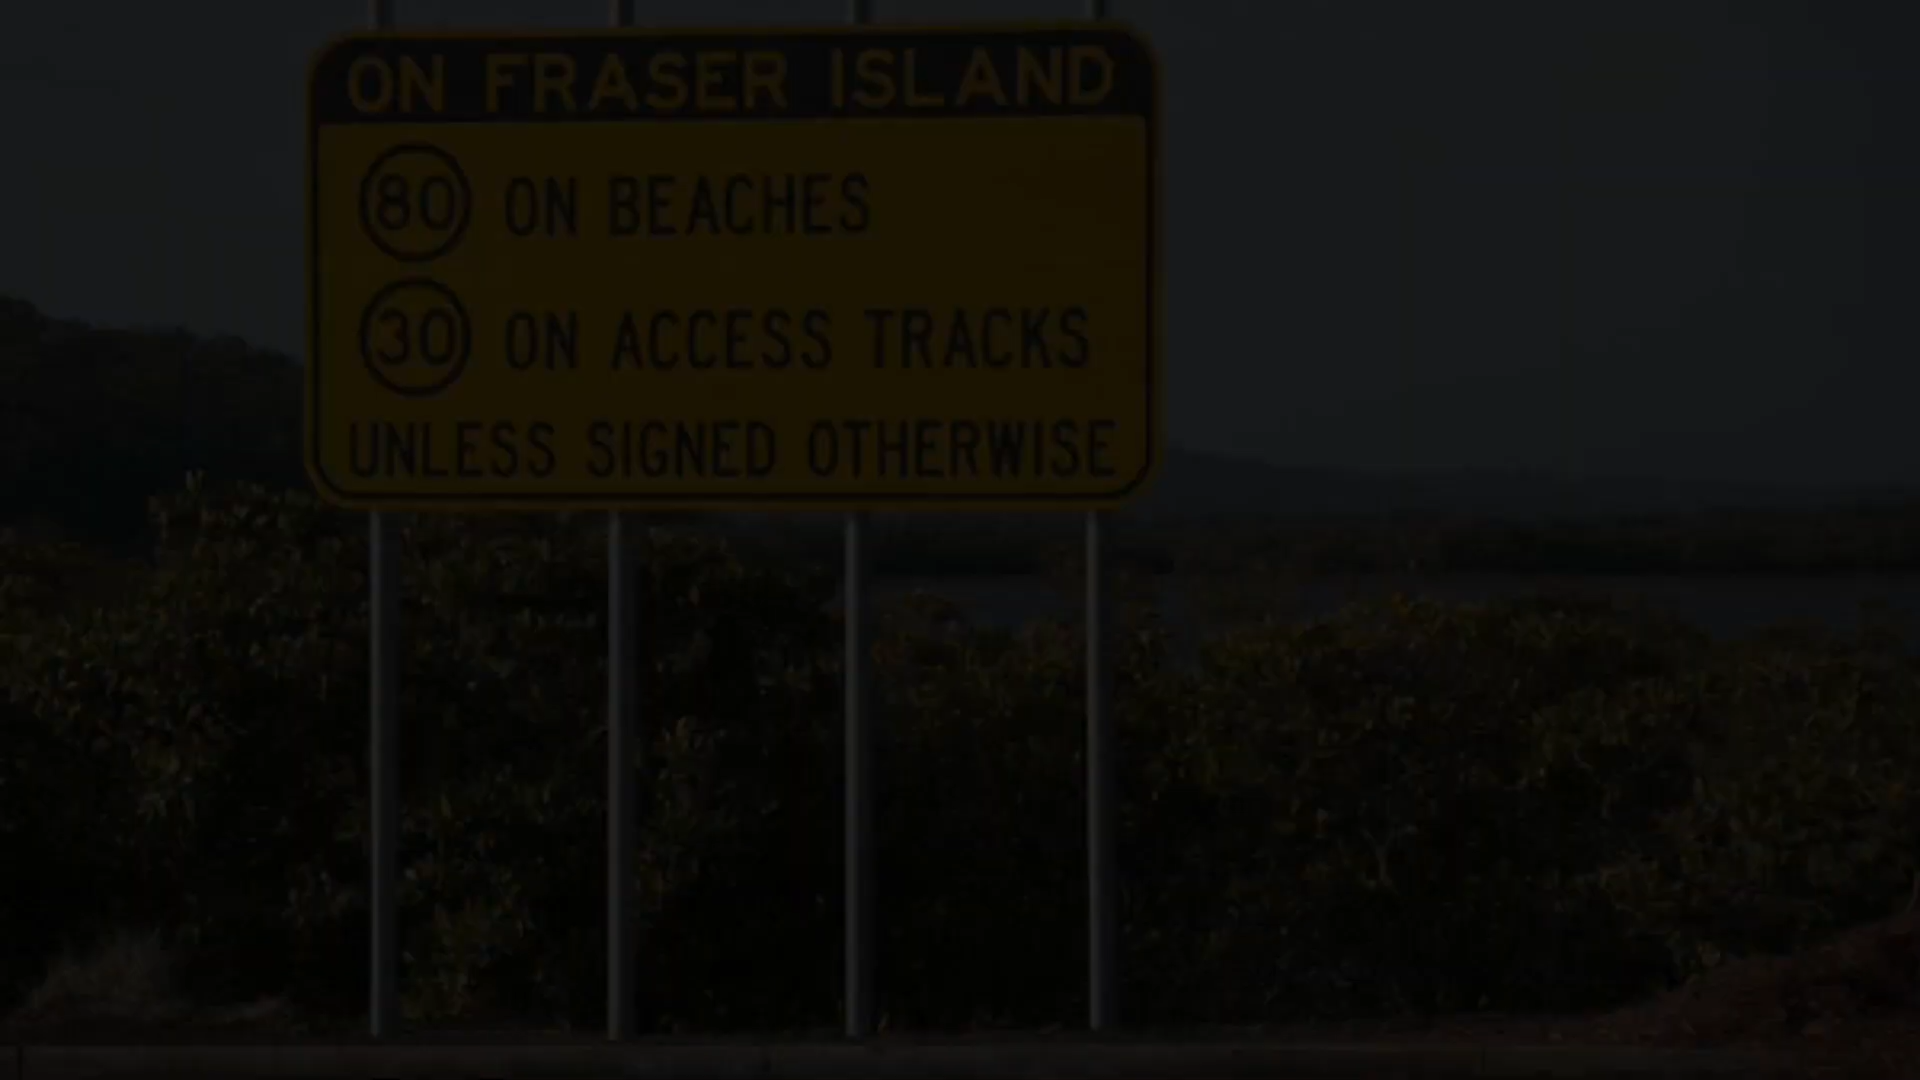 ON FRASER ISLAND
80 ON BEACHES
30 ON ACCESS TRACKS
UNLESS SIGNED OTHERWISE